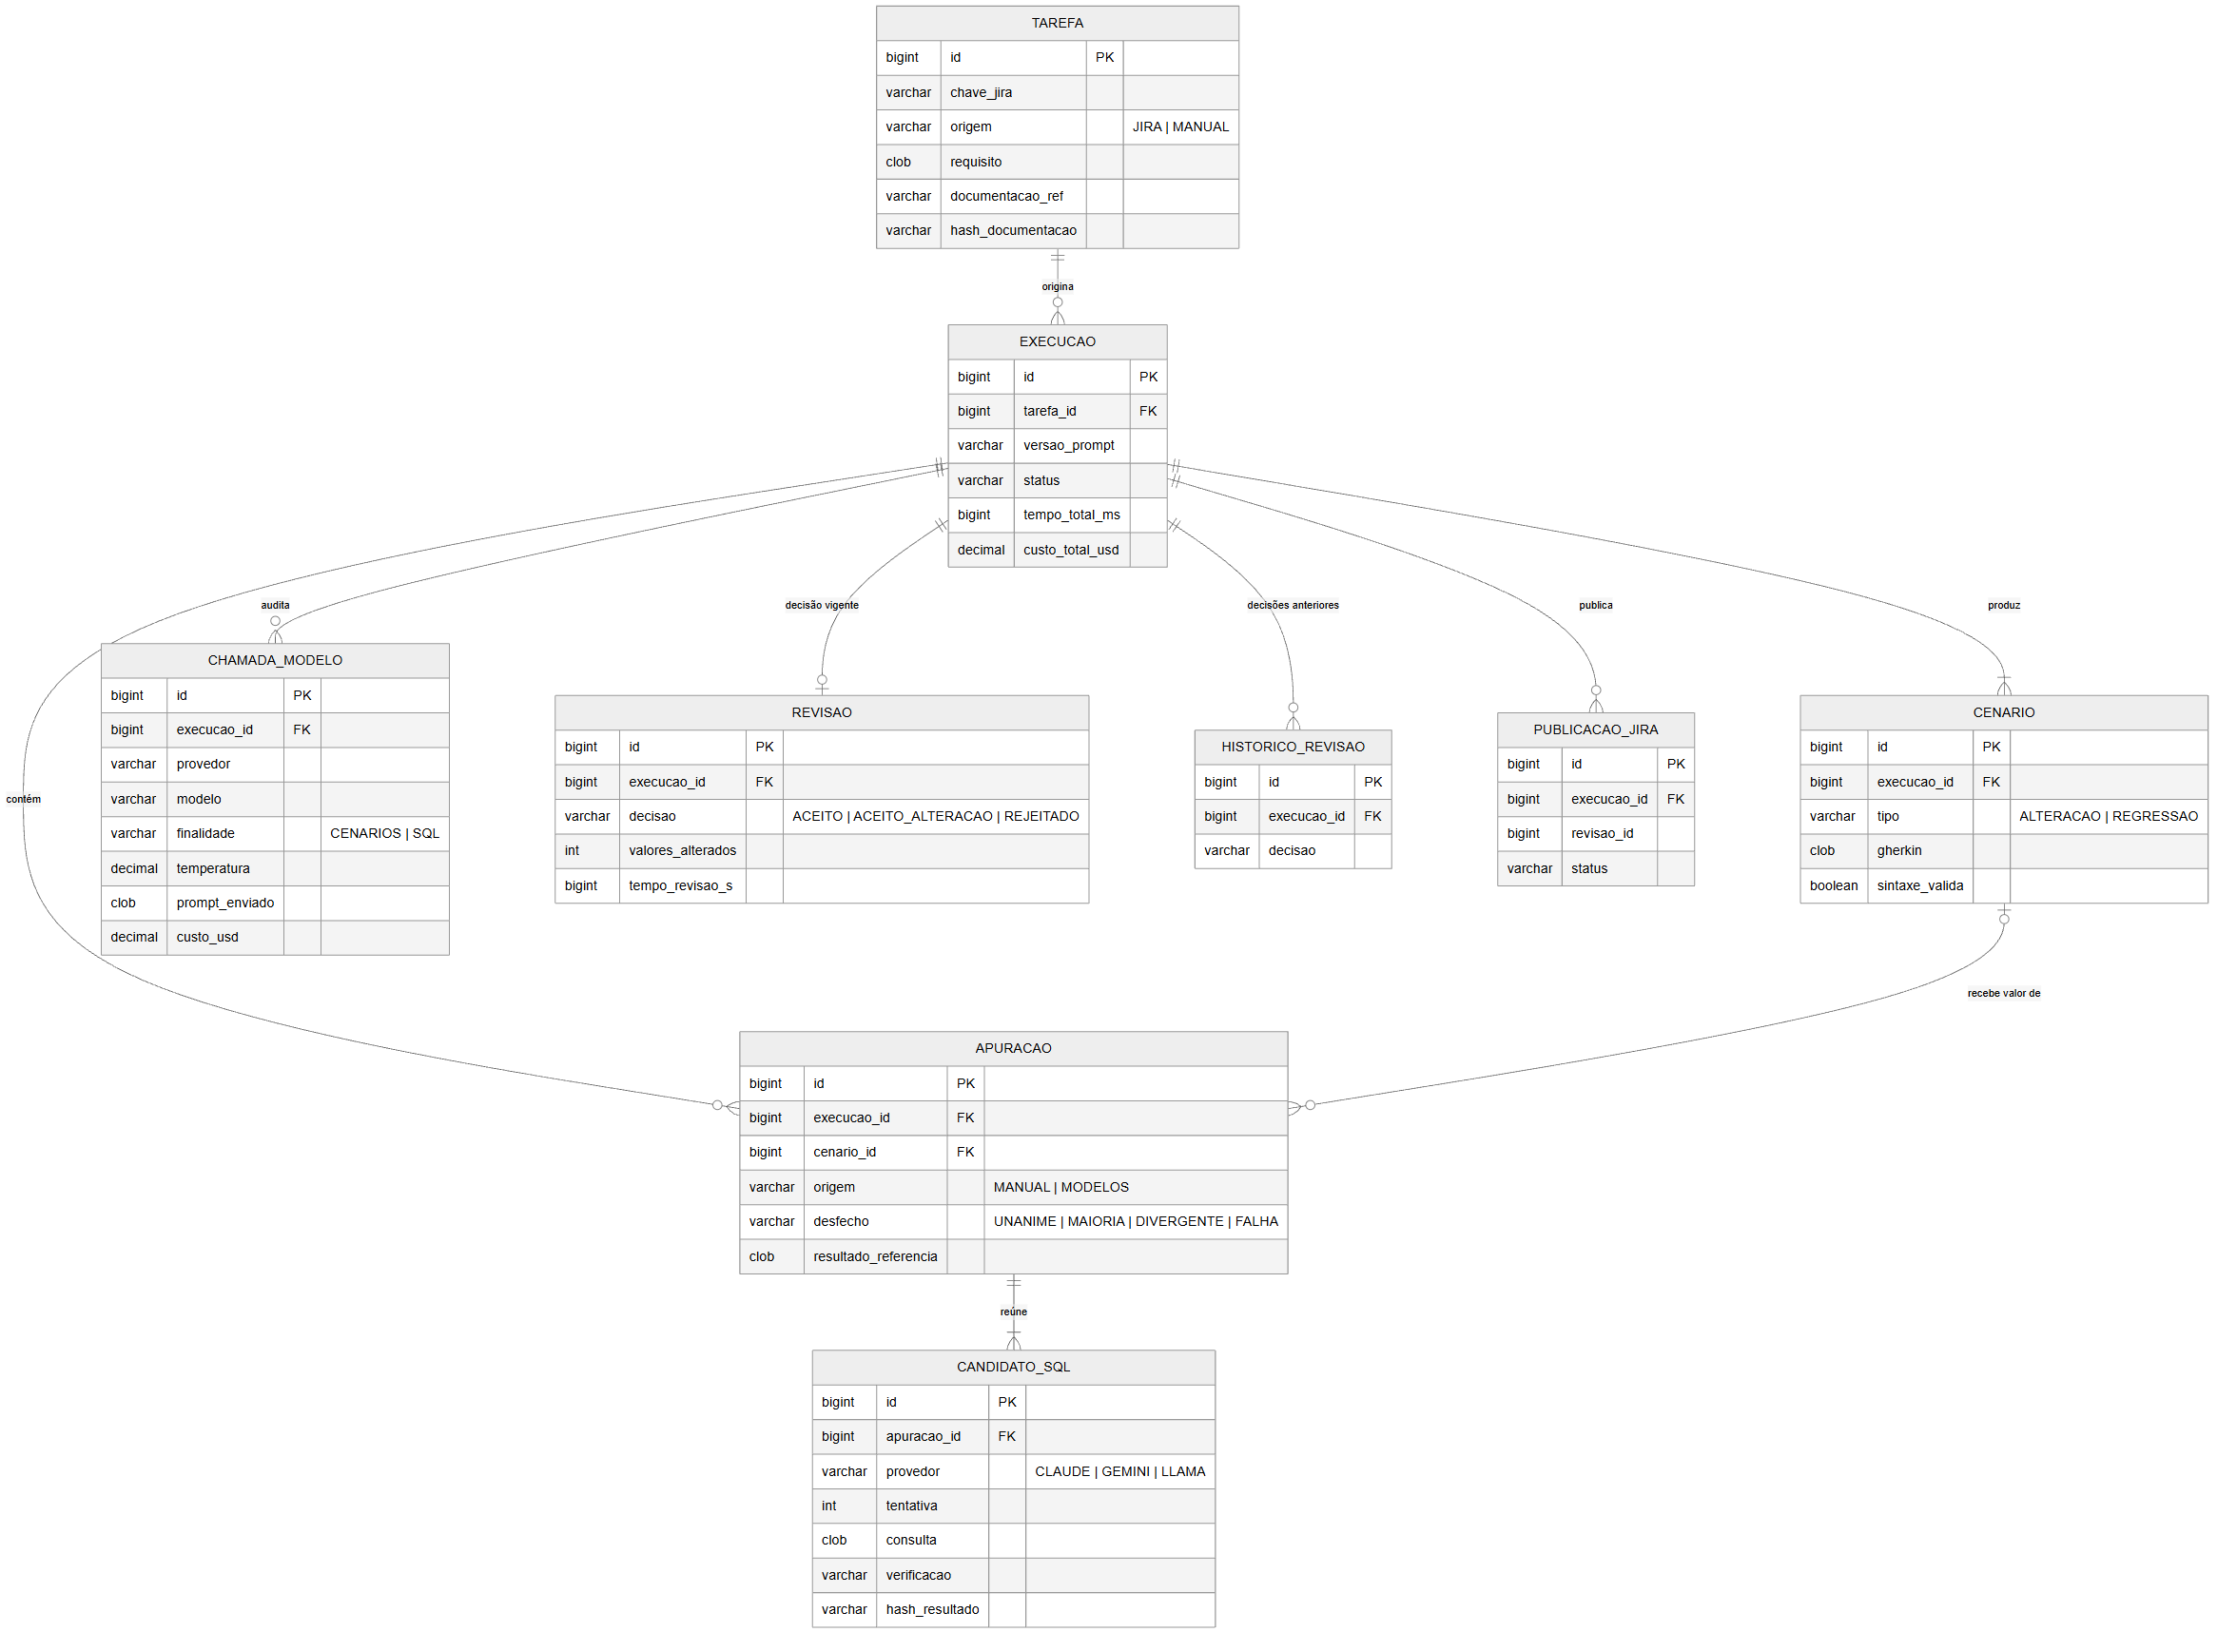 TAREFA
bigint id PK
varchar chave_jira
varchar origem JIRA | MANUAL
clob requisito
varchar documentacao_ref
varchar hash_documentacao
origina
EXECUCAO
bigint id PK
bigint tarefa_id FK
varchar versao_prompt
varchar status
bigint tempo_total_ms
decimal custo_total_usd
audita
decisão vigente
decisões anteriores
publica
produz
contém
CHAMADA_MODELO
bigint id PK
bigint execucao_id FK
varchar provedor
varchar modelo
varchar finalidade CENARIOS | SQL
decimal temperatura
clob prompt_enviado
decimal custo_usd
REVISAO
bigint id PK
bigint execucao_id FK
varchar decisao ACEITO | ACEITO_ALTERACAO | REJEITADO
int valores_alterados
bigint tempo_revisao_s
HISTORICO_REVISAO
bigint id PK
bigint execucao_id FK
varchar decisao
PUBLICACAO_JIRA
bigint id PK
bigint execucao_id FK
bigint revisao_id
varchar status
CENARIO
bigint id PK
bigint execucao_id FK
varchar tipo ALTERACAO | REGRESSAO
clob gherkin
boolean sintaxe_valida
recebe valor de
APURACAO
bigint id PK
bigint execucao_id FK
bigint cenario_id FK
varchar origem MANUAL | MODELOS
varchar desfecho UNANIME | MAIORIA | DIVERGENTE | FALHA
clob resultado_referencia
reúne
CANDIDATO_SQL
bigint id PK
bigint apuracao_id FK
varchar provedor CLAUDE | GEMINI | LLAMA
int tentativa
clob consulta
varchar verificacao
varchar hash_resultado